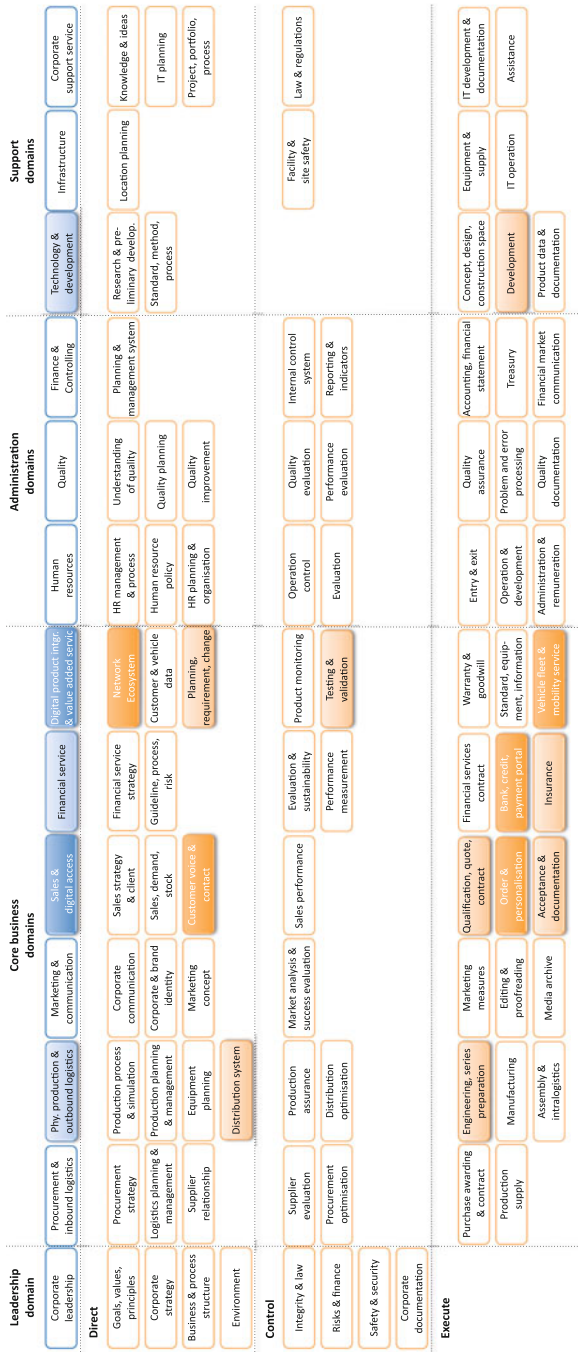 Leadership
domain
Core business
domains
Administration
domains
Support
domains
Corporate
leadership
Procurement &
inbound logistics
Phy. production &
outbound logistics
Marketing &
communication
Sales &
digital access
Financial service
Digital product intgr.
& value added servic
Human
resources
Quality
Finance &
Controlling
Technology &
development
Infrastructure
Corporate
support service
Direct
Goals, values,
principles
Procurement
strategy
Production process
& simulation
Corporate
communication
Sales strategy
& client
Financial service
strategy
Network
Ecosystem
HR management
& process
Understanding
of quality
Planning &
management system
Research & pre-
liminary develop.
Location planning
Knowledge & ideas
Corporate
strategy
Logistics planning &
management
Production planning
& management
Corporate & brand
identity
Sales, demand,
stock
Guideline, process,
risk
Customer & vehicle
data
Human resource
policy
Quality planning
Standard, method,
process
IT planning
Business & process
structure
Supplier
relationship
Equipment
planning
Marketing
concept
Customer voice &
contact
Planning,
requirement, change
HR planning &
organisation
Quality
improvement
Project, portfolio,
process
Environment
Distribution system
Control
Integrity & law
Supplier
evaluation
Production
assurance
Market analysis &
success evaluation
Sales performance
Evaluation &
sustainability
Product monitoring
Operation
control
Quality
evaluation
Internal control
system
Facility &
site safety
Law & regulations
Risks & finance
Procurement
optimisation
Distribution
optimisation
Performance
measurement
Testing &
validation
Evaluation
Performance
evaluation
Reporting &
indicators
Safety & security
Corporate
documentation
Execute
Purchase awarding
& contract
Engineering, series
preparation
Marketing
measures
Qualification, quote,
contract
Financial services
contract
Warranty &
goodwill
Entry & exit
Quality
assurance
Accounting, financial
statement
Concept, design,
construction space
Equipment &
supply
IT development &
documentation
Production
supply
Manufacturing
Editing &
proofreading
Order &
personalisation
Bank, credit,
payment portal
Standard, equip-
ment, information
Operation &
development
Problem and error
processing
Treasury
Development
IT operation
Assistance
Assembly &
intralogistics
Media archive
Acceptance &
documentation
Insurance
Vehicle fleet &
mobility service
Administration &
remuneration
Quality
documentation
Financial market
communication
Product data &
documentation